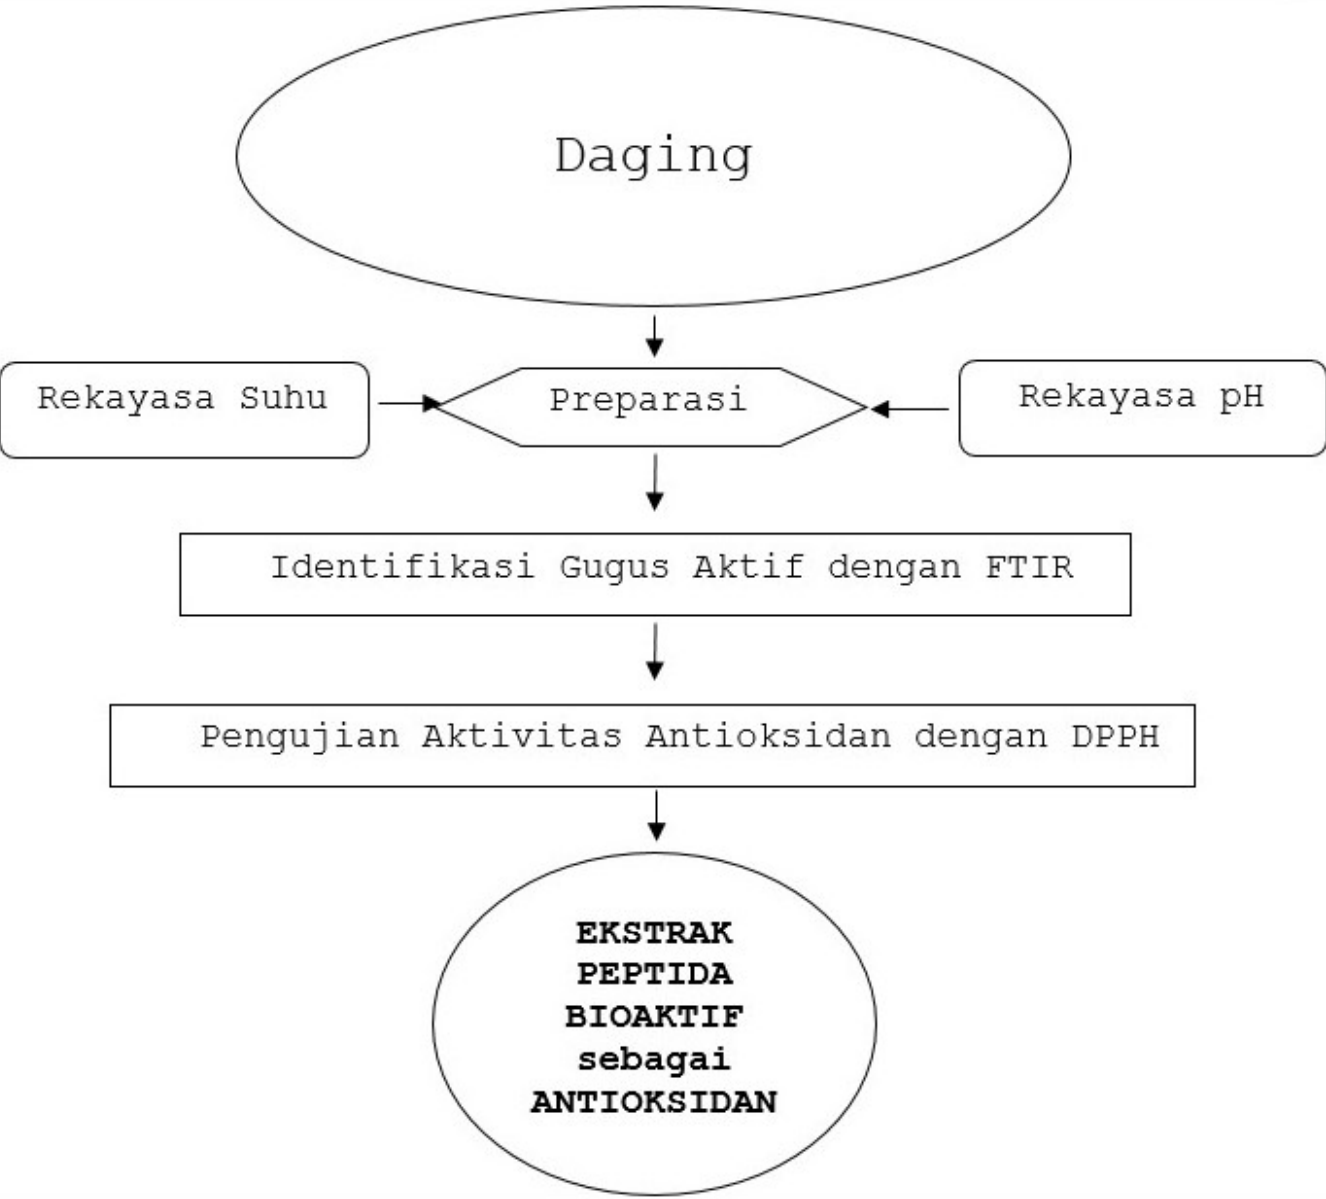 Daging
Rekayasa Suhu
Preparasi
Rekayasa pH
Identifikasi Gugus Aktif dengan FTIR
Pengujian Aktivitas Antioksidan dengan DPPH
EKSTRAK
PEPTIDA
BIOAKTIF
sebagai
ANTIOKSIDAN